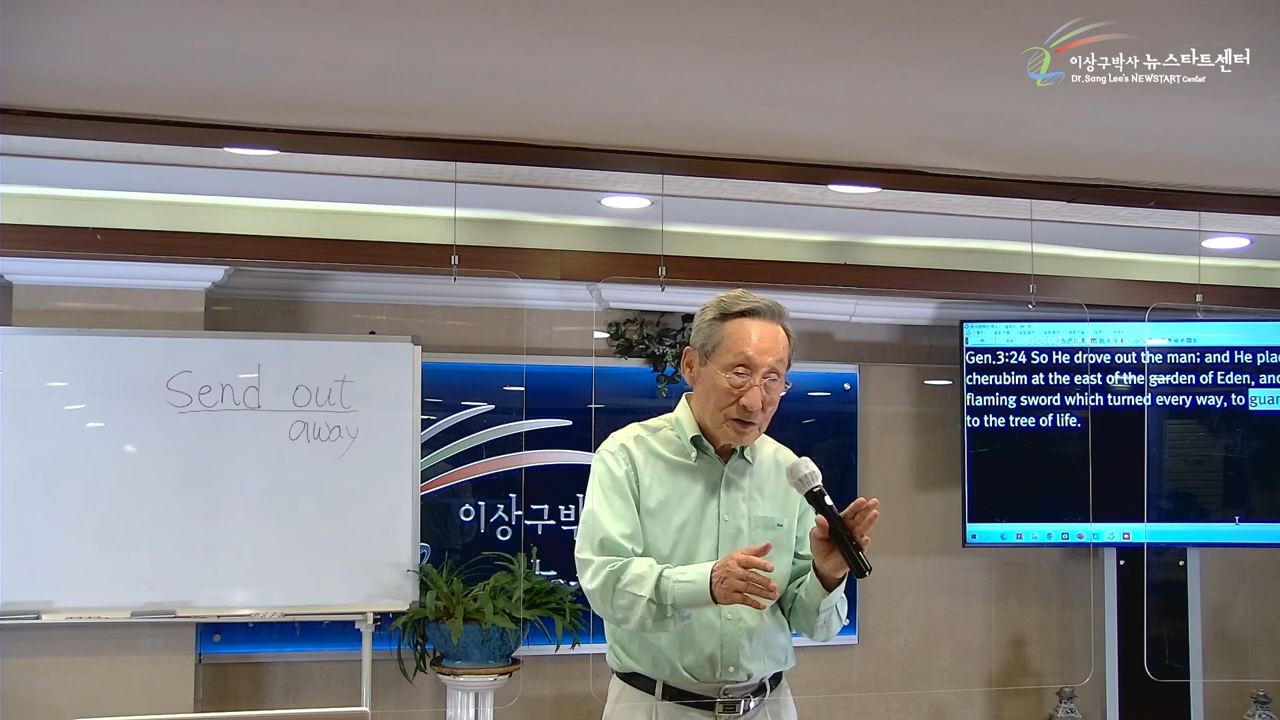 이상구박사 뉴스타트센터
Dr. Sang Lee's NEWSTART Center
Send out
away
이상구박
Gen.3:24 So He drove out the man; and He pla
cherubim at the east of the garden of Eden, and
flaming sword which turned every way, to guar
to the tree of life.